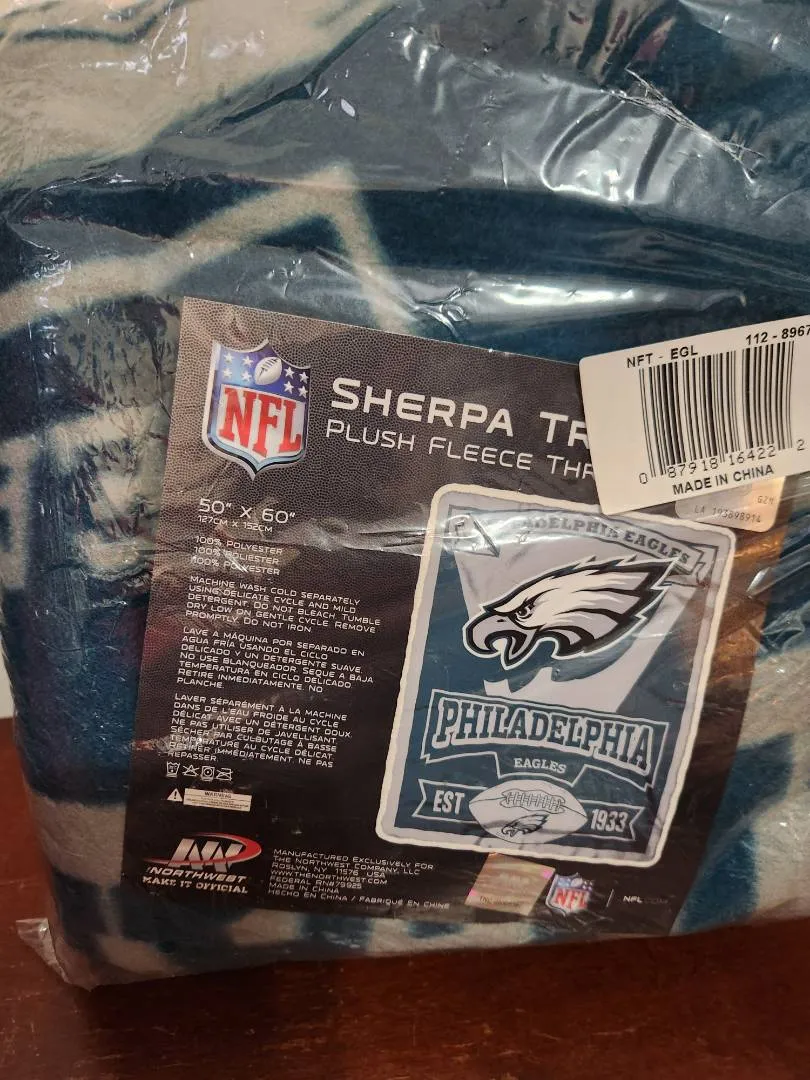 NFT - EGL 112-8967
0 87918 16422 2
MADE IN CHINA
GZM
LA 193898914
NFL
SHERPA TR
PLUSH FLEECE THR
50" X 60"
127CM X 152CM
100% POLYESTER
100% POLIESTER
100% POLYESTER
MACHINE WASH COLD SEPARATELY
USING DELICATE CYCLE AND MILD
DETERGENT. DO NOT BLEACH. TUMBLE
DRY LOW ON GENTLE CYCLE. REMOVE
PROMPTLY. DO NOT IRON.
LAVE A MÁQUINA POR SEPARADO EN
AGUA FRÍA USANDO EL CICLO
DELICADO Y UN DETERGENTE SUAVE.
NO USE BLANQUEADOR. SEQUE A BAJA
TEMPERATURA EN CICLO DELICADO.
RETIRE INMEDIATAMENTE. NO
PLANCHE.
LAVER SÉPARÉMENT À LA MACHINE
DANS DE L'EAU FROIDE AU CYCLE
DÉLICAT AVEC UN DÉTERGENT DOUX.
NE PAS UTILISER DE JAVELLISANT
SÉCHER PAR CULBUTAGE À BASSE
TEMPÉRATURE AU CYCLE DÉLICAT.
RETIRER IMMÉDIATEMENT. NE PAS
REPASSER.
WARNING
ADELPHIA EAGLES
PHILADELPHIA
EAGLES
EST 1933
NORTHWEST
MAKE IT OFFICIAL
MANUFACTURED EXCLUSIVELY FOR
THE NORTHWEST COMPANY, LLC
ROSLYN, NY 11576 USA
WWW.THENORTHWEST.COM
FEDERAL RN#79925
MADE IN CHINA
HECHO EN CHINA / FABRIQUÉ EN CHINE
NFL | NFL.COM